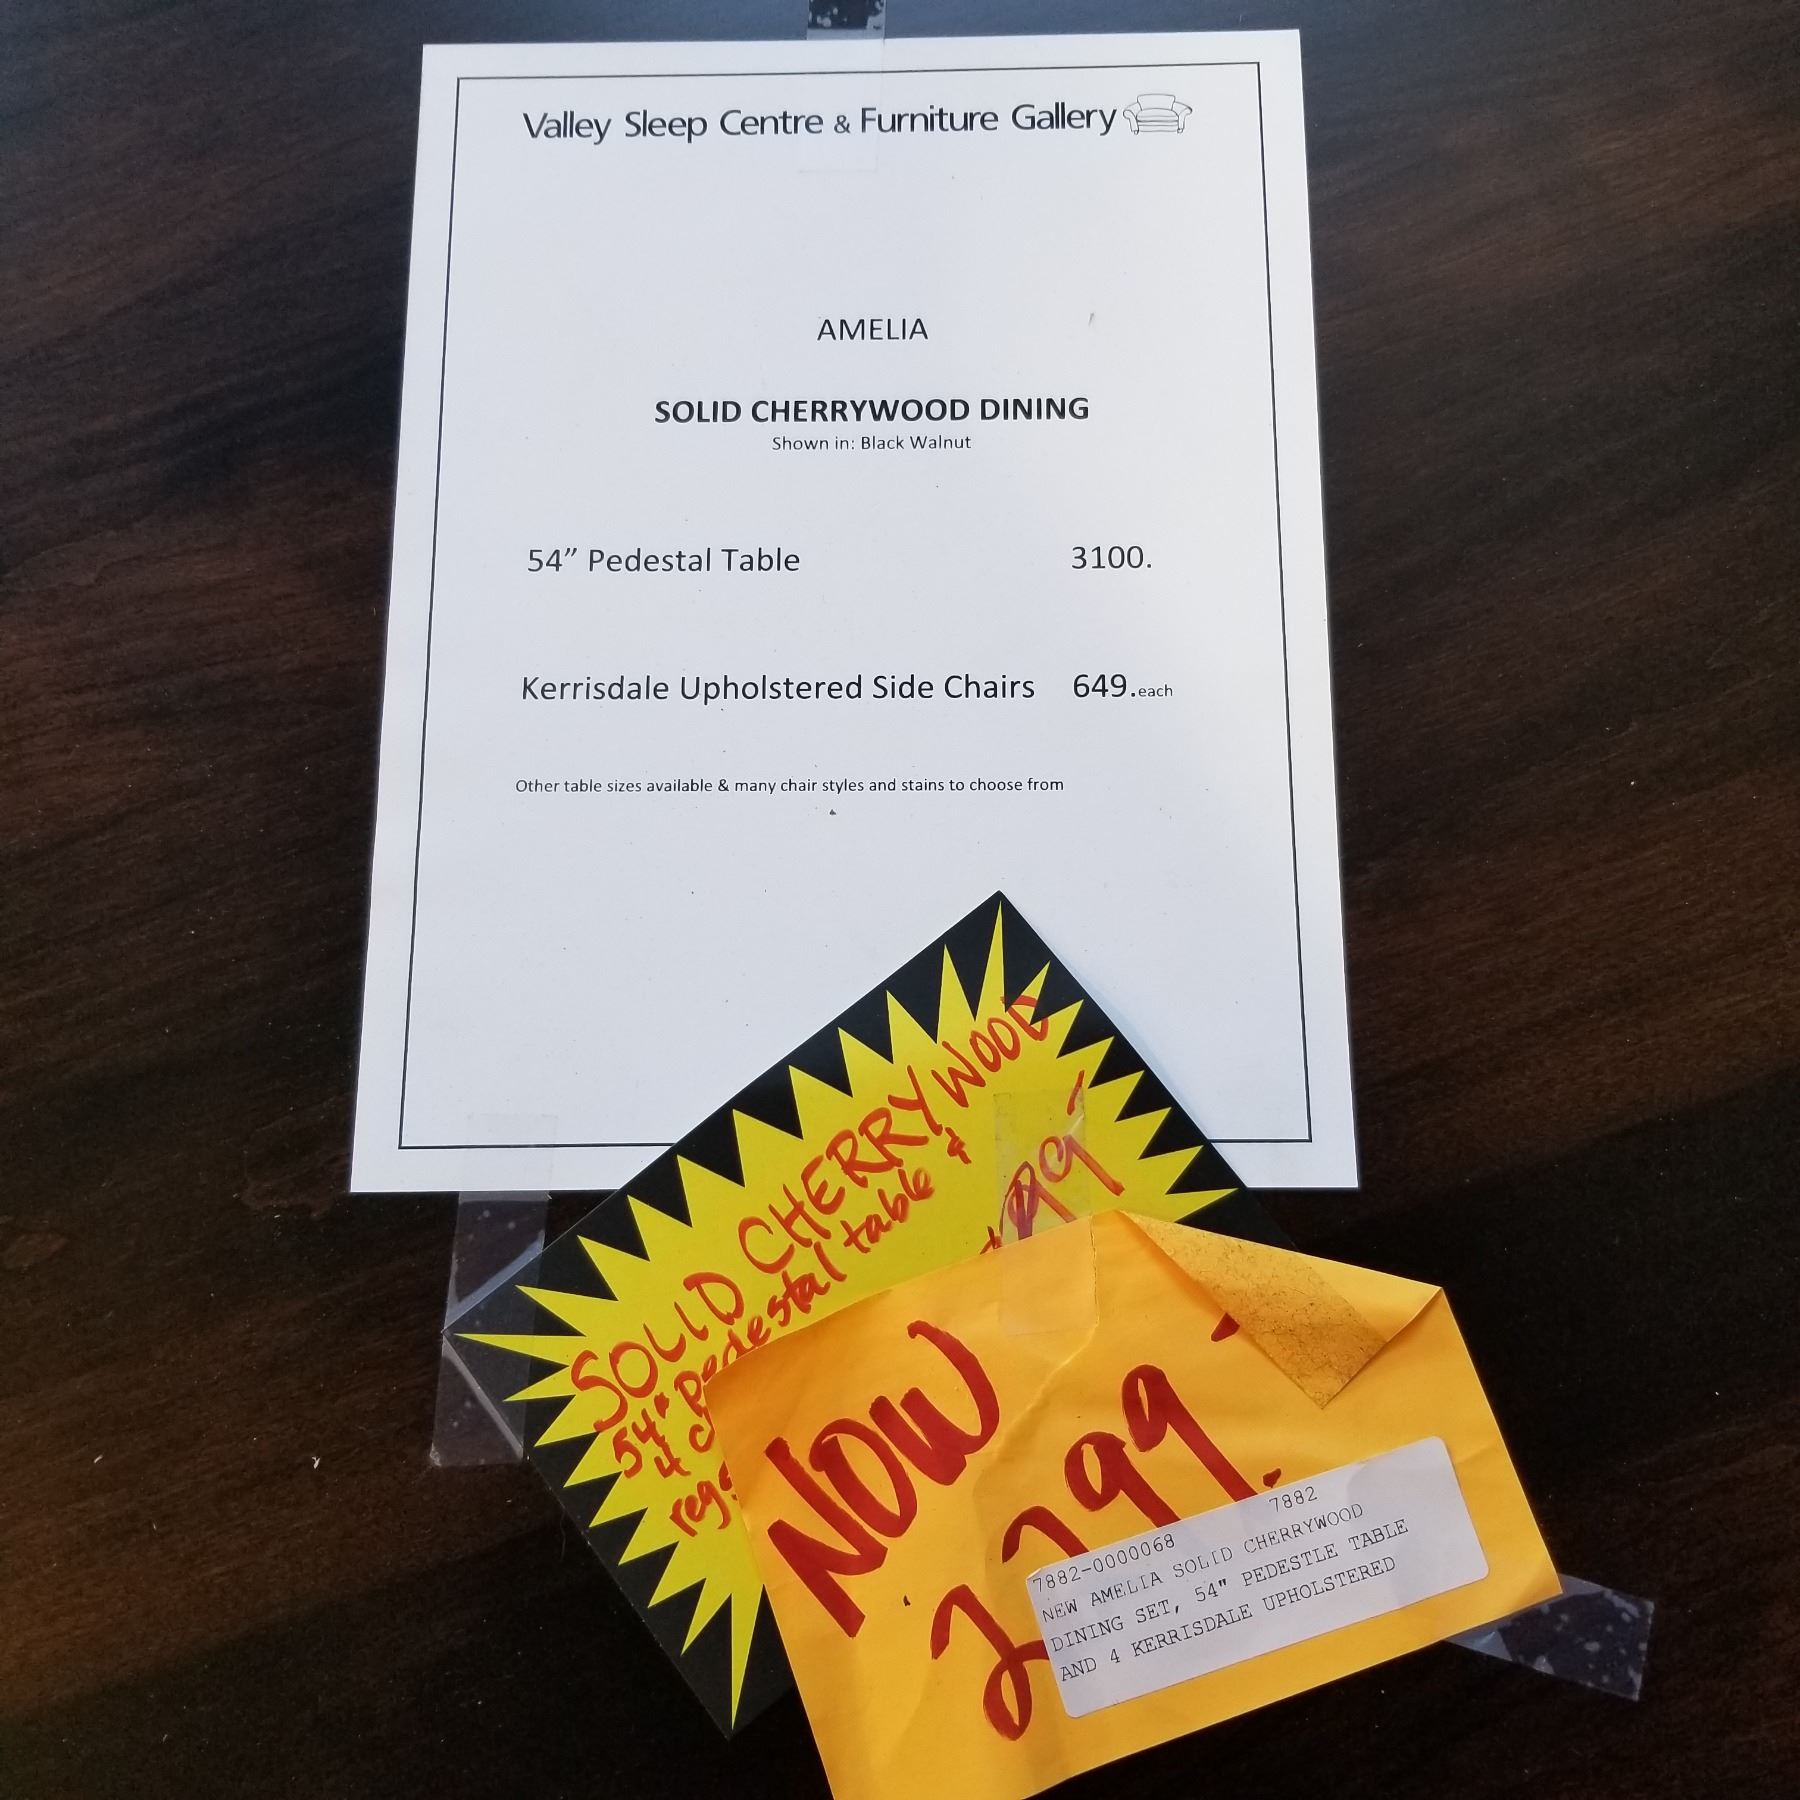 Valley Sleep Centre & Furniture Gallery
AMELIA
SOLID CHERRYWOOD DINING
Shown in: Black Walnut
54” Pedestal Table 3100.
Kerrisdale Upholstered Side Chairs 649.each
Other table sizes available & many chair styles and stains to choose from
SOLID CHERRYWOOD
54" Pedestal table &
4
reg
NOW
2799.
7882-0000068 7882
NEW AMELIA SOLID CHERRYWOOD
DINING SET, 54" PEDESTLE TABLE
AND 4 KERRISDALE UPHOLSTERED